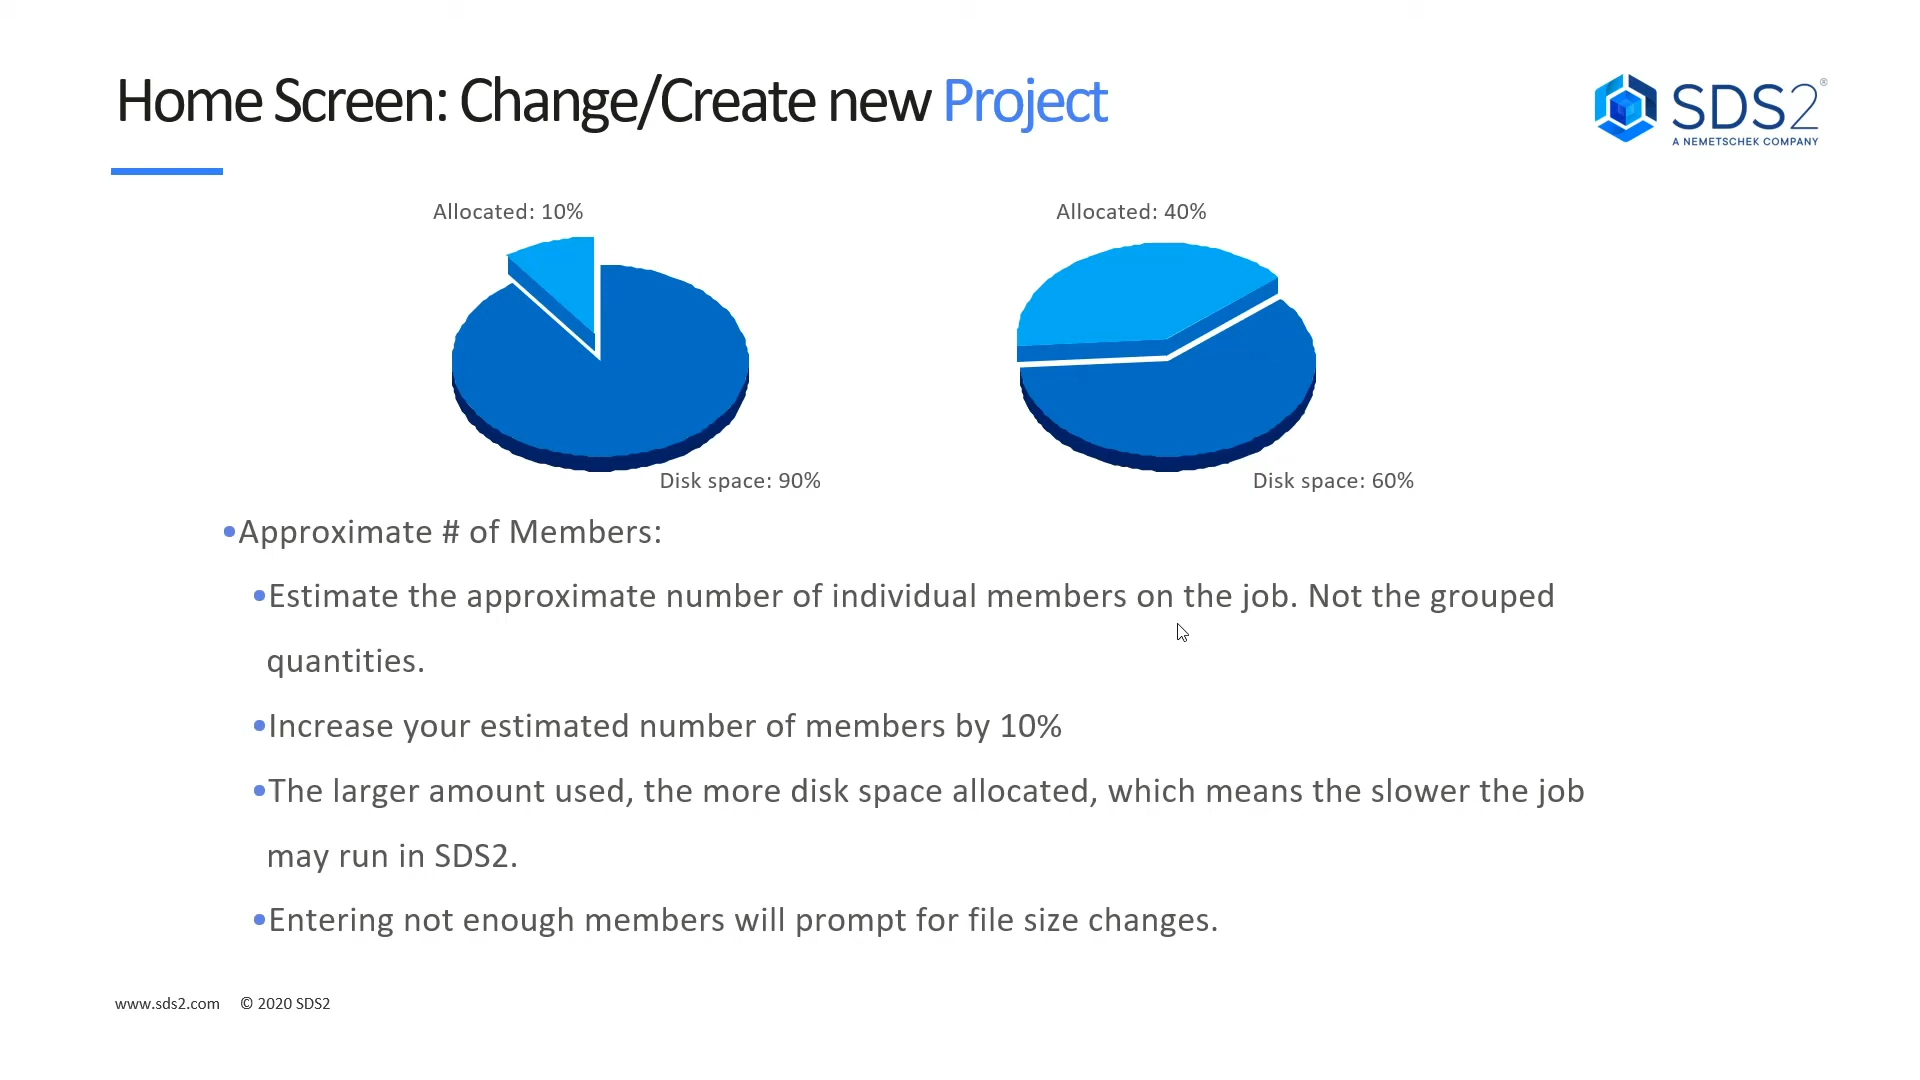 Home Screen: Change/Create new Project
SDS2®
A NEMETSCHEK COMPANY
Allocated: 10%
Allocated: 40%
Disk space: 90%
Disk space: 60%
•Approximate # of Members:
•Estimate the approximate number of individual members on the job. Not the grouped
quantities.
•Increase your estimated number of members by 10%
•The larger amount used, the more disk space allocated, which means the slower the job
may run in SDS2.
•Entering not enough members will prompt for file size changes.
www.sds2.com © 2020 SDS2